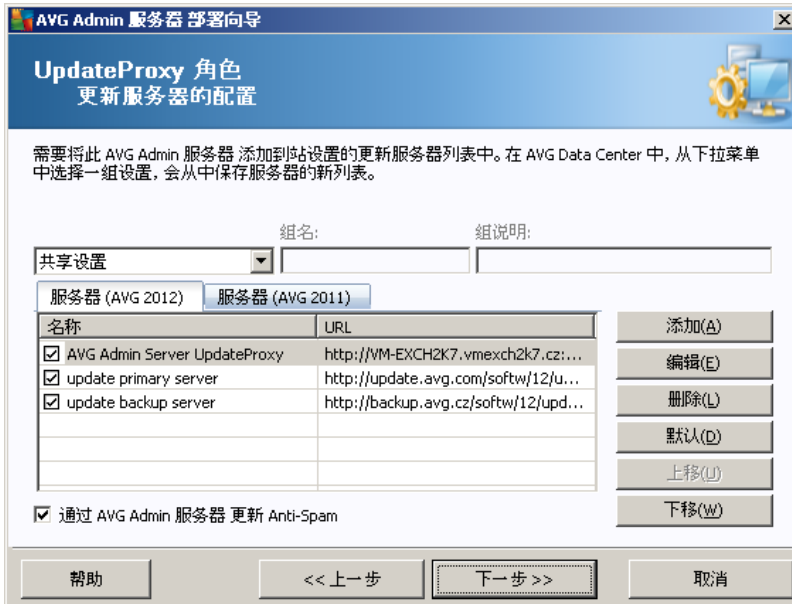 AVG Admin 服务器 部署向导
UpdateProxy 角色
更新服务器的配置
需要将此 AVG Admin 服务器 添加到站设置的更新服务器列表中。在 AVG Data Center 中, 从下拉菜单
中选择一组设置, 会从中保存服务器的新列表。
组名: 组说明:
共享设置
服务器 (AVG 2012) 服务器 (AVG 2011)
名称 URL
AVG Admin Server UpdateProxy http://VM-EXCH2K7.vmexch2k7.cz:...
update primary server http://update.avg.com/softw/12/u...
update backup server http://backup.avg.cz/softw/12/upd...
添加(A)
编辑(E)
删除(L)
默认(D)
上移(U)
下移(W)
通过 AVG Admin 服务器 更新 Anti-Spam
帮助 <<上一步 下一步>> 取消